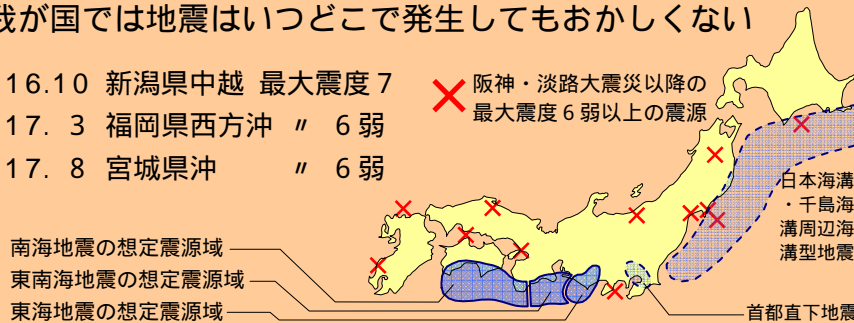 我が国では地震はいつどこで発生してもおかしくない
16.10 新潟県中越 最大震度7
17. 3 福岡県西方沖 〃 6弱
17. 8 宮城県沖 〃 6弱
阪神・淡路大震災以降の
最大震度6弱以上の震源
日本海溝
・千島海
溝周辺海
溝型地震
南海地震の想定震源域
東南海地震の想定震源域
東海地震の想定震源域
首都直下地震